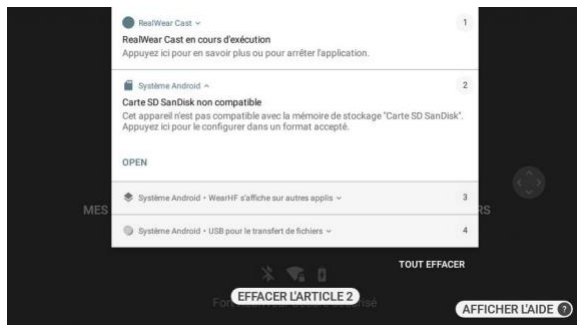 RealWear Cast
1
RealWear Cast en cours d'exécution
Appuyez ici pour en savoir plus ou pour arrêter l'application.
Système Android
2
Carte SD SanDisk non compatible
Cet appareil n'est pas compatible avec la mémoire de stockage "Carte SD SanDisk".
Appuyez ici pour le configurer dans un format accepté.
OPEN
Système Android • WearHF s'affiche sur autres applis
3
MES
RS
Système Android • USB pour le transfert de fichiers
4
TOUT EFFACER
EFFACER L'ARTICLE 2
AFFICHER L'AIDE ?